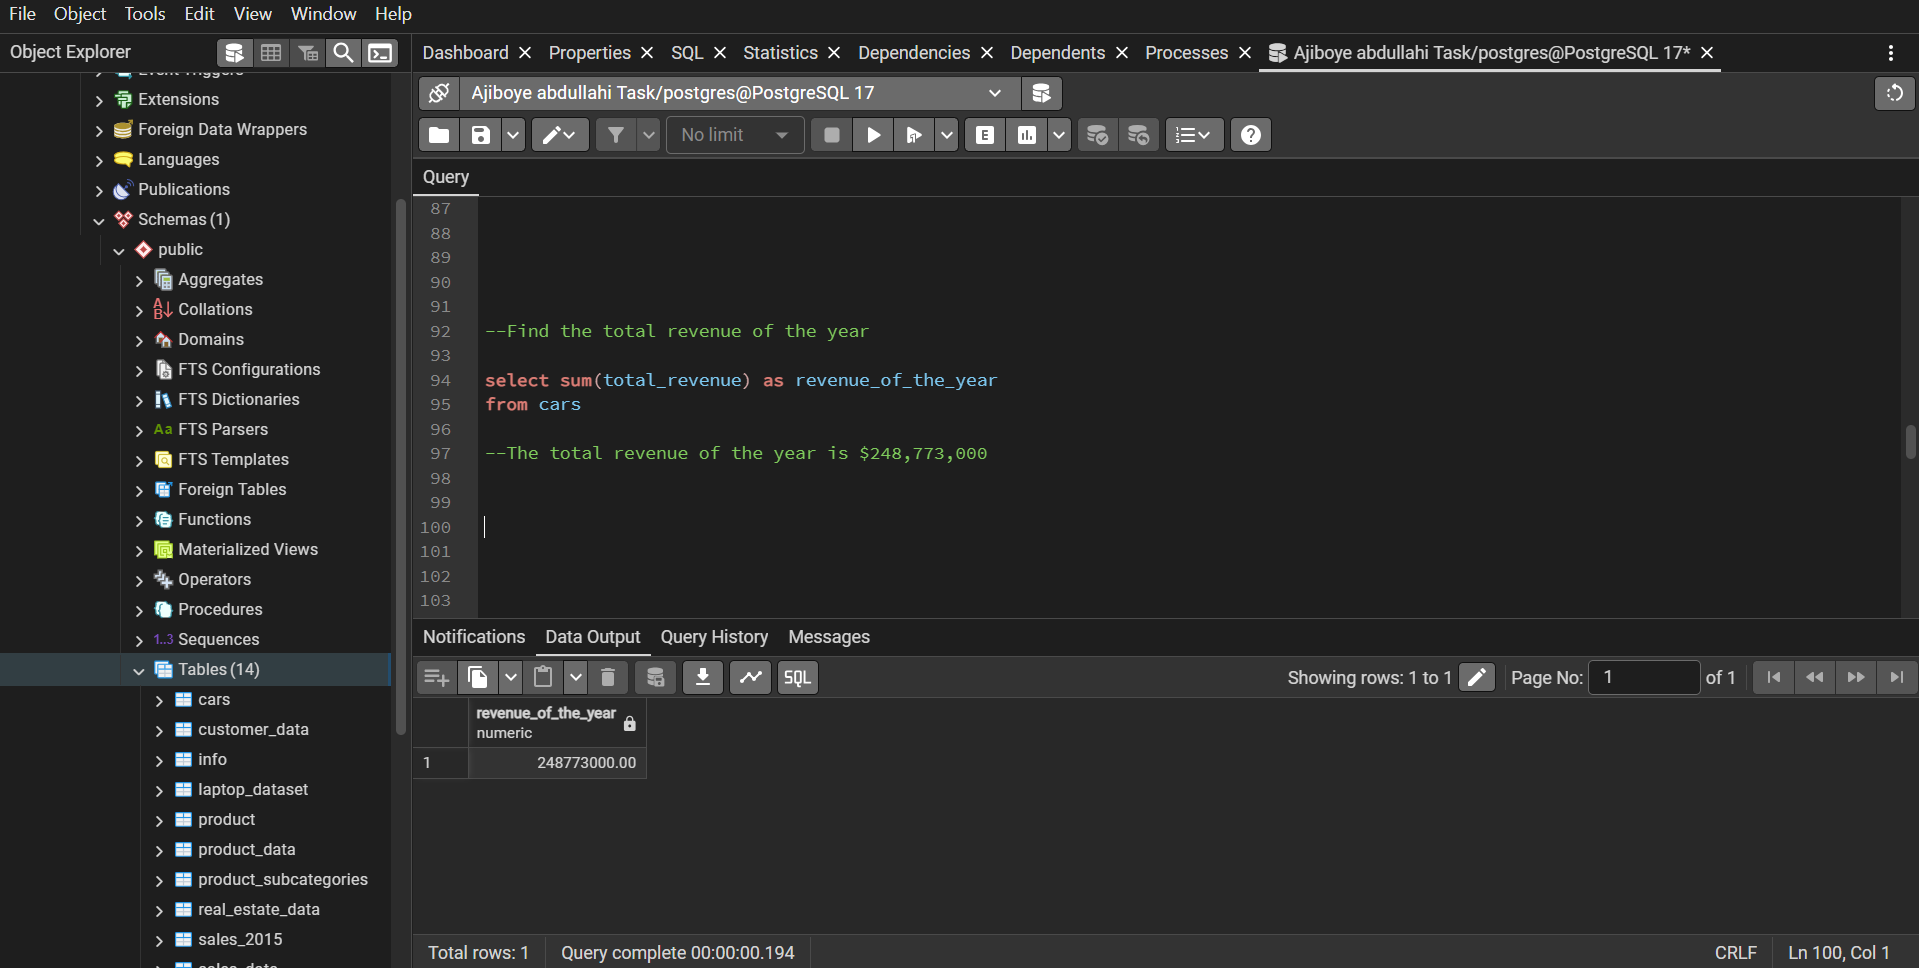 File Object Tools Edit View Window Help
Object Explorer
Dashboard Properties SQL Statistics Dependencies Dependents Processes Ajiboye abdullahi Task/postgres@PostgreSQL 17*
Event Triggers
Extensions
Foreign Data Wrappers
Languages
Publications
Schemas (1)
public
Aggregates
Collations
Domains
FTS Configurations
FTS Dictionaries
Aa FTS Parsers
FTS Templates
Foreign Tables
Functions
Materialized Views
Operators
Procedures
1..3 Sequences
Tables (14)
cars
customer_data
info
laptop_dataset
product
product_data
product_subcategories
real_estate_data
sales_2015
sales_data
Ajiboye abdullahi Task/postgres@PostgreSQL 17
No limit
E
Query
87
88
89
90
91
92 --Find the total revenue of the year
93
94 select sum(total_revenue) as revenue_of_the_year
95 from cars
96
97 --The total revenue of the year is $248,773,000
98
99
100
101
102
103
Notifications Data Output Query History Messages
SQL Showing rows: 1 to 1 Page No: 1 of 1
revenue_of_the_year
numeric
1 248773000.00
Total rows: 1 Query complete 00:00:00.194 CRLF Ln 100, Col 1